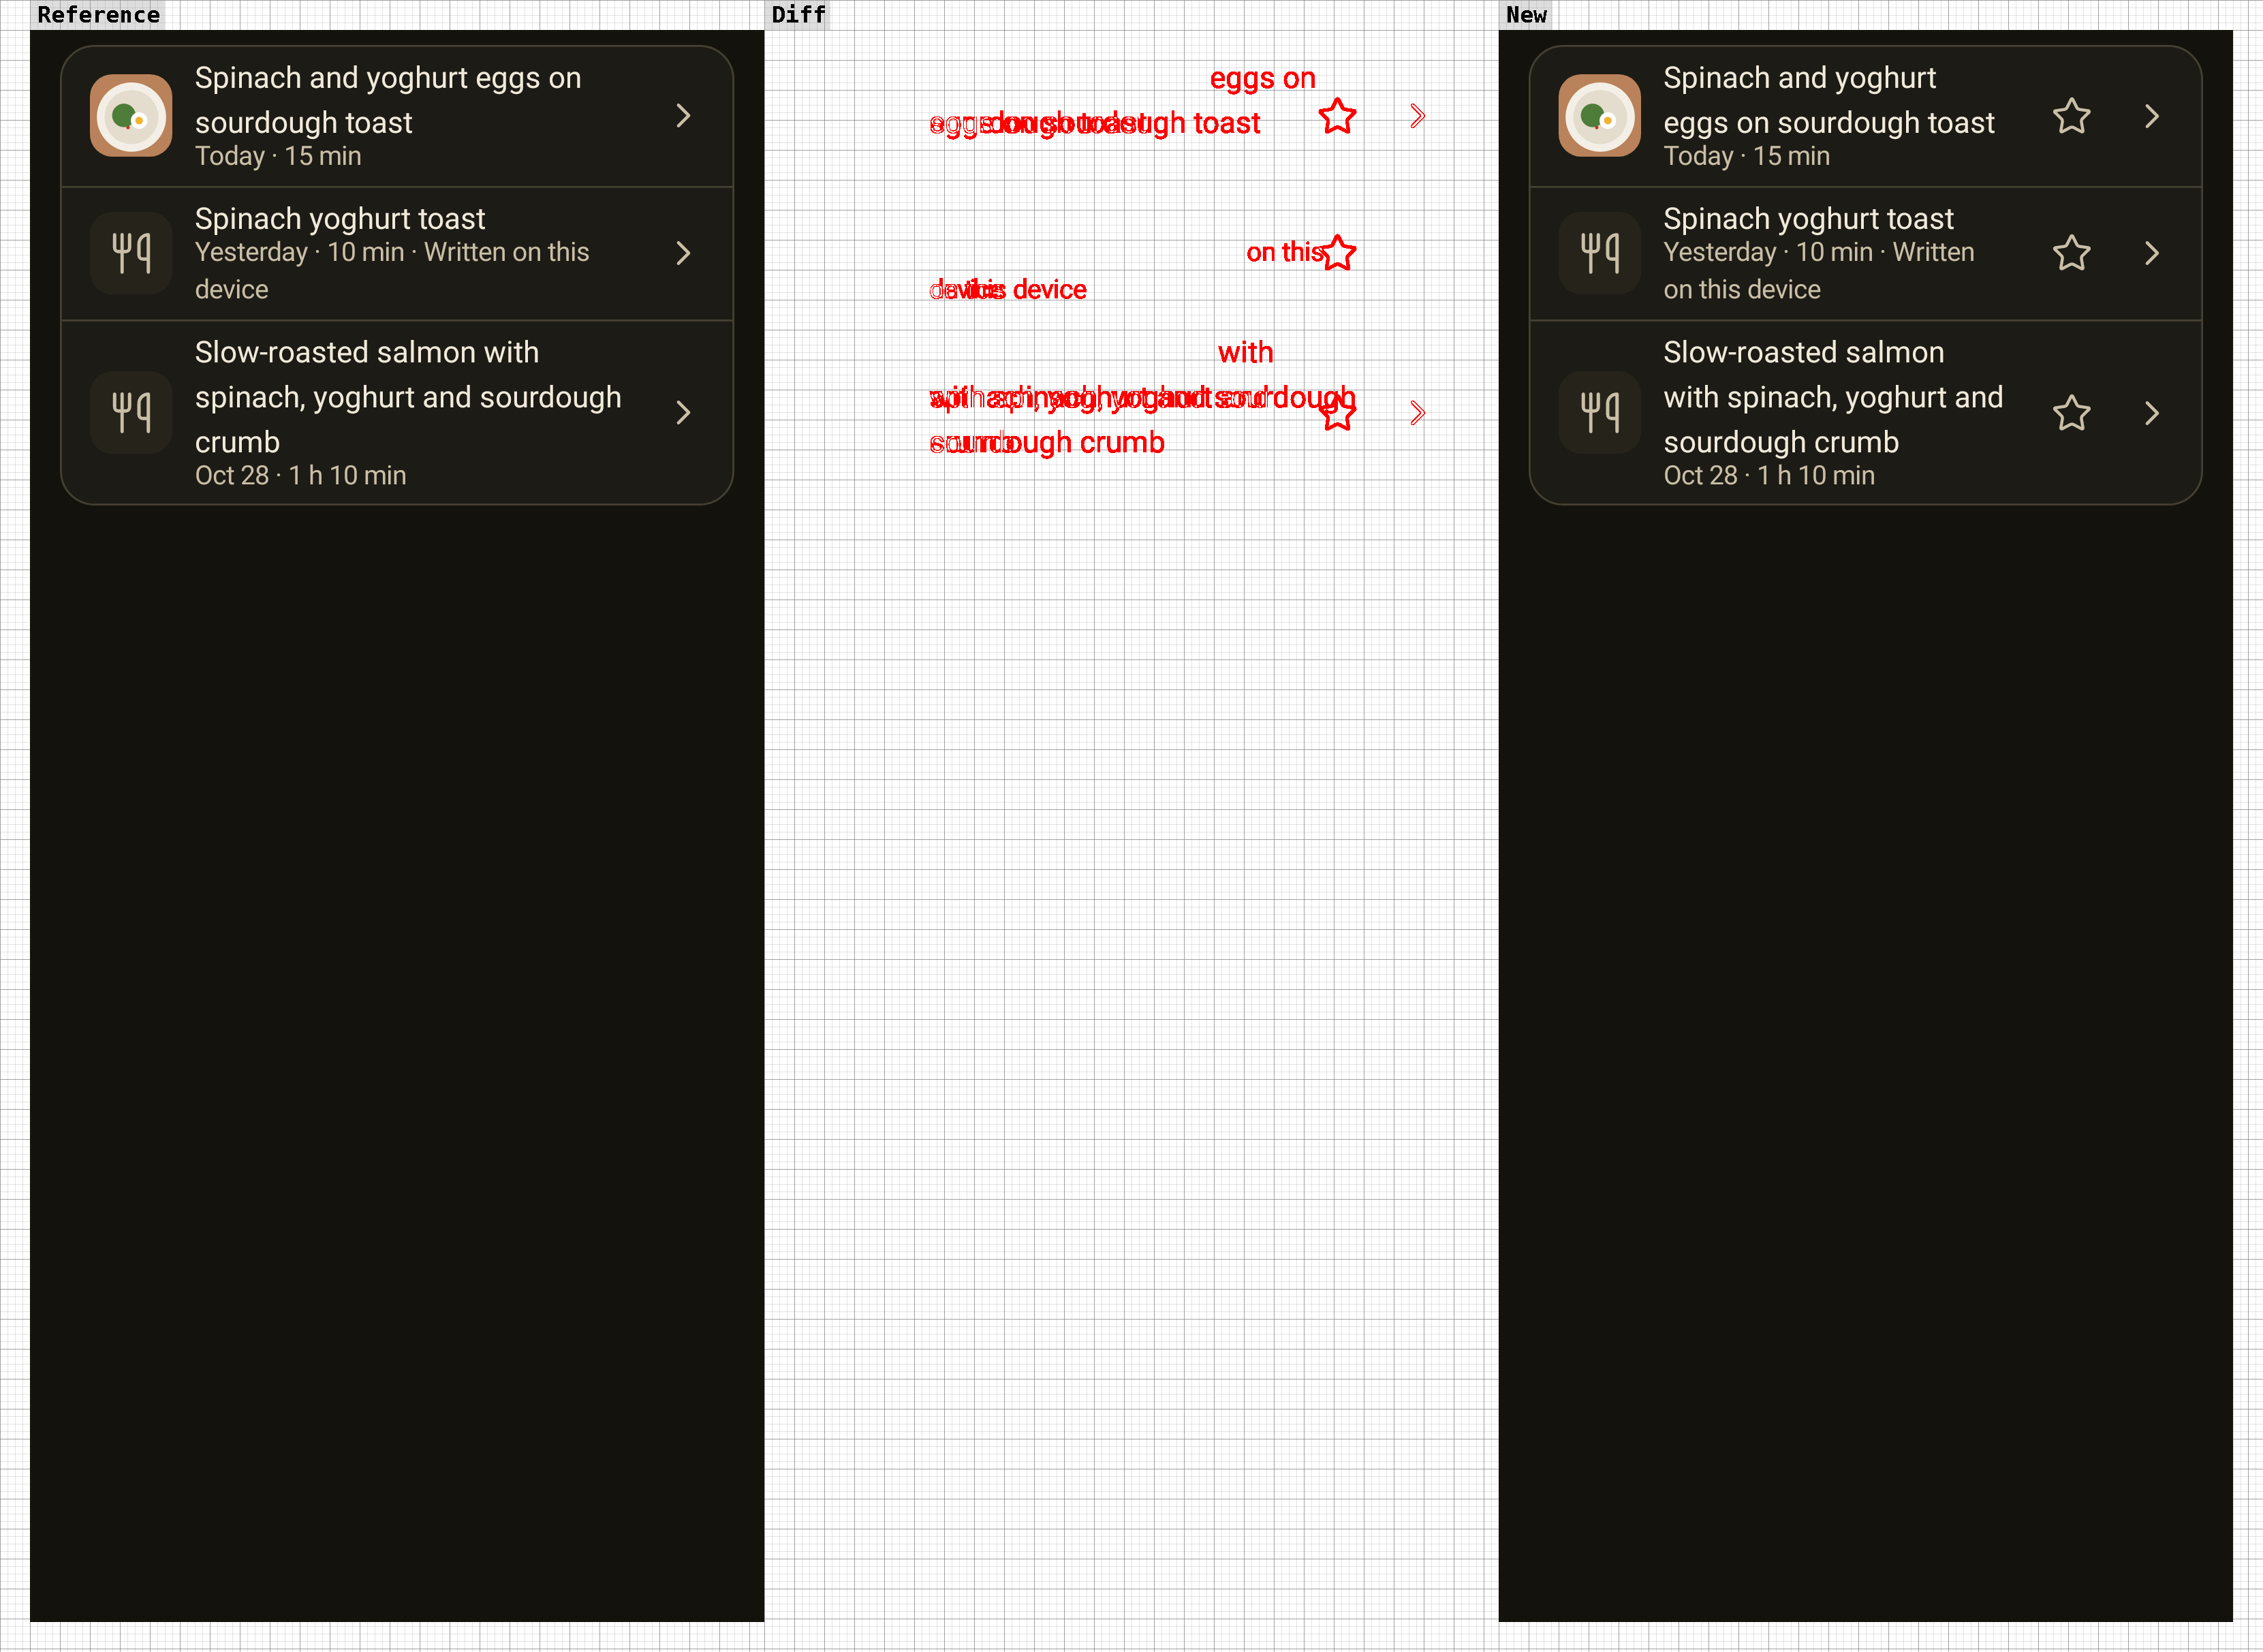 Reference
Spinach and yoghurt eggs on
sourdough toast
Today · 15 min
Spinach yoghurt toast
Yesterday · 10 min · Written on this
device
Slow-roasted salmon with
spinach, yoghurt and sourdough
crumb
Oct 28 · 1 h 10 min
Diff
eggs on
on this
with
New
Spinach and yoghurt
eggs on sourdough toast
Today · 15 min
Spinach yoghurt toast
Yesterday · 10 min · Written
on this device
Slow-roasted salmon
with spinach, yoghurt and
sourdough crumb
Oct 28 · 1 h 10 min